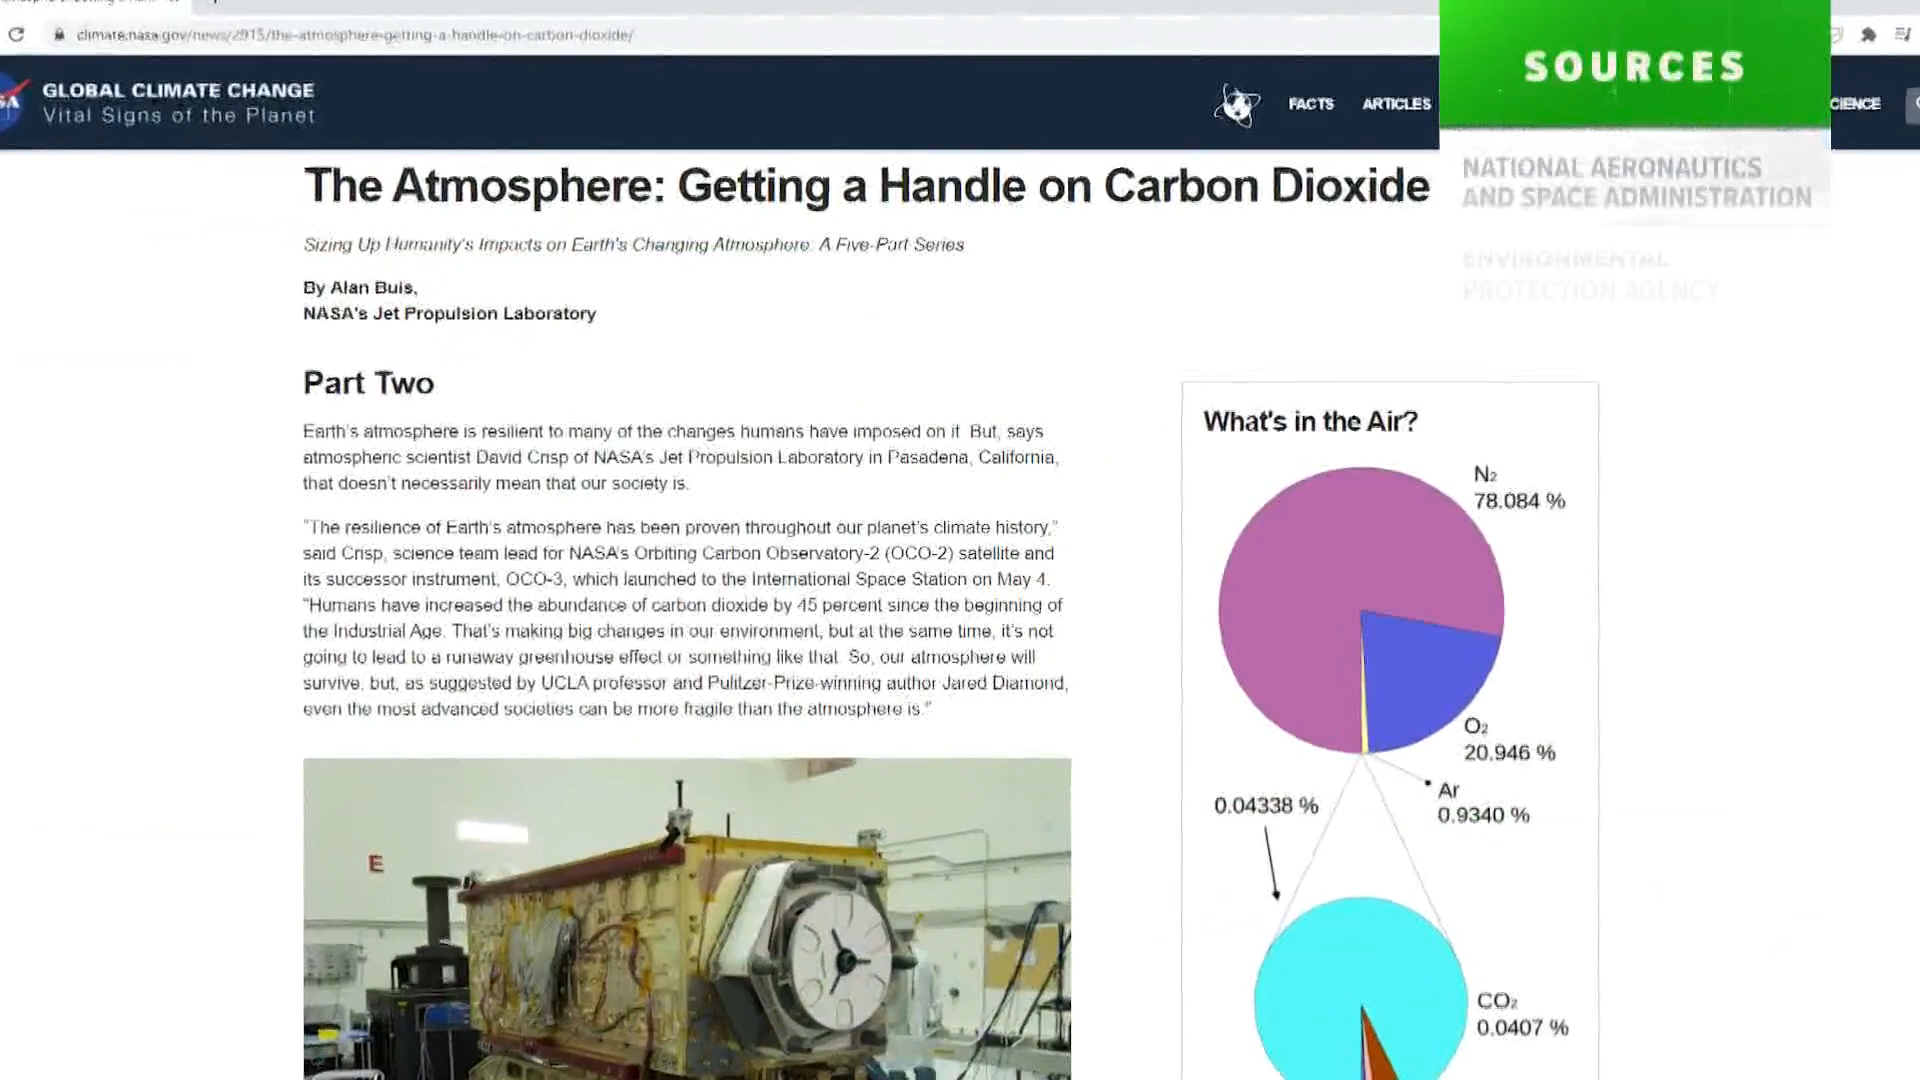 climate.nasa.gov/news/2915/the-atmosphere-getting-a-handle-on-carbon-dioxide/
SOURCES
GLOBAL CLIMATE CHANGE
Vital Signs of the Planet
FACTS
ARTICLES
CIENCE
NATIONAL AERONAUTICS
AND SPACE ADMINISTRATION
ENVIRONMENTAL
PROTECTION AGENCY
The Atmosphere: Getting a Handle on Carbon Dioxide
Sizing Up Humanity's Impacts on Earth's Changing Atmosphere: A Five-Part Series
By Alan Buis,
NASA's Jet Propulsion Laboratory
Part Two
Earth's atmosphere is resilient to many of the changes humans have imposed on it. But, says
atmospheric scientist David Crisp of NASA's Jet Propulsion Laboratory in Pasadena, California,
that doesn't necessarily mean that our society is.
"The resilience of Earth's atmosphere has been proven throughout our planet's climate history,"
said Crisp, science team lead for NASA's Orbiting Carbon Observatory-2 (OCO-2) satellite and
its successor instrument, OCO-3, which launched to the International Space Station on May 4.
"Humans have increased the abundance of carbon dioxide by 45 percent since the beginning of
the Industrial Age. That's making big changes in our environment, but at the same time, it's not
going to lead to a runaway greenhouse effect or something like that. So, our atmosphere will
survive, but, as suggested by UCLA professor and Pulitzer-Prize-winning author Jared Diamond,
even the most advanced societies can be more fragile than the atmosphere is."
E
What's in the Air?
N₂
78.084 %
O₂
20.946 %
Ar
0.9340 %
0.04338 %
CO₂
0.0407 %